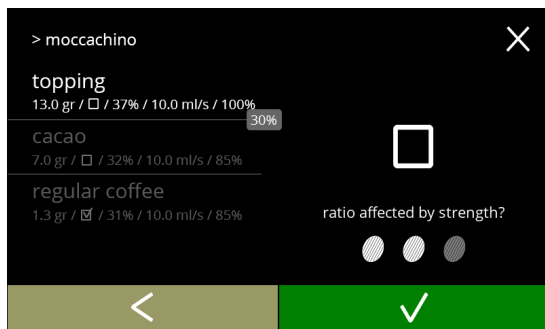 > moccachino
topping
13.0 gr / ☐ / 37% / 10.0 ml/s / 100%
30%
cacao
7.0 gr / ☐ / 32% / 10.0 ml/s / 85%
regular coffee
1.3 gr / ☑ / 31% / 10.0 ml/s / 85%
ratio affected by strength?